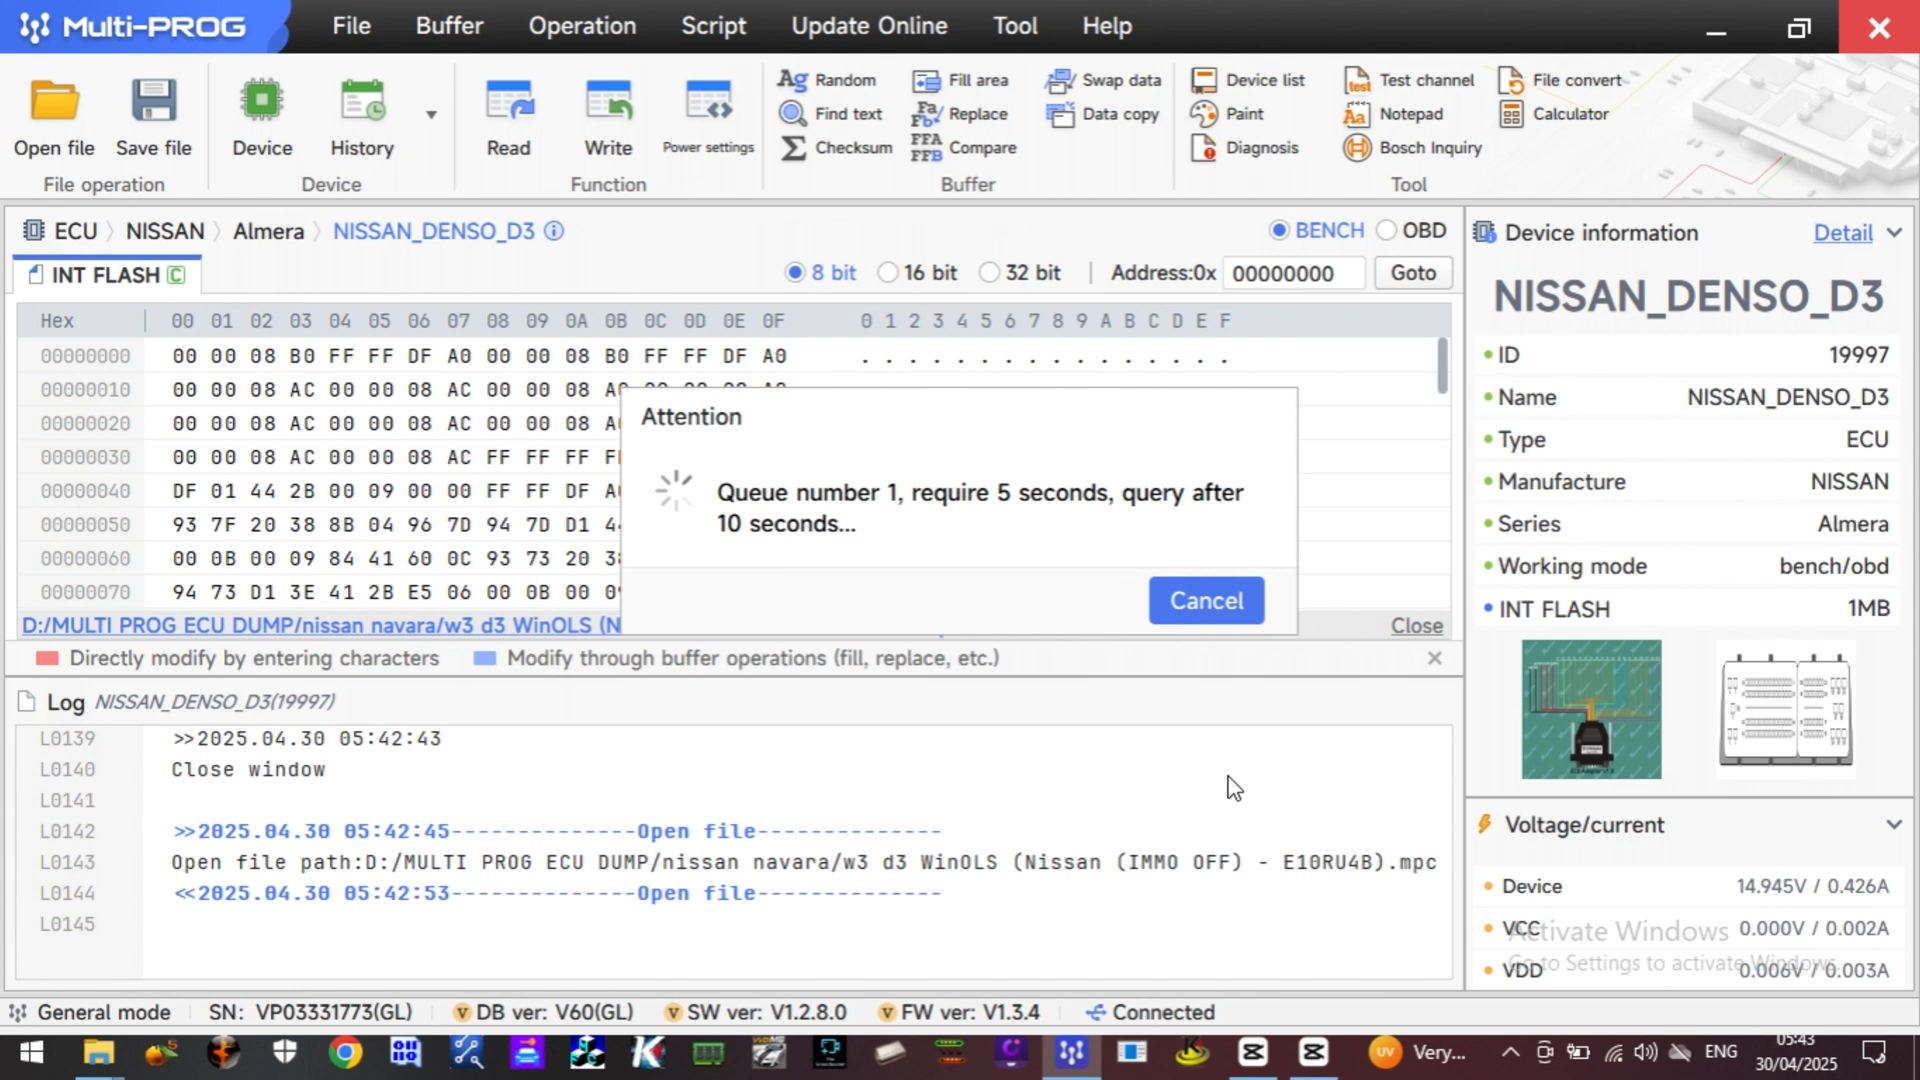 Multi-PROG File Buffer Operation Script Update Online Tool Help
Ag Random Fill area Swap data Device list Test channel File convert
Find text Replace Data copy Paint Notepad Calculator
Open file Save file Device History Read Write Power settings Checksum Compare Diagnosis Bosch Inquiry
File operation Device Function Buffer Tool
ECU NISSAN Almera NISSAN_DENSO_D3 BENCH OBD
INT FLASH C 8 bit 16 bit 32 bit | Address:0x 00000000 Goto
Hex 00 01 02 03 04 05 06 07 08 09 0A 0B 0C 0D 0E 0F 0 1 2 3 4 5 6 7 8 9 A B C D E F
00000000 00 00 08 B0 FF FF DF A0 00 00 08 B0 FF FF DF A0 . . . . . . . . . . . . . . . .
00000010 00 00 08 AC 00 00 08 AC 00 00 08
00000020 00 00 08 AC 00 00 08 AC 00 00 08
00000030 00 00 08 AC 00 00 08 AC FF FF FF
00000040 DF 01 44 2B 00 09 00 00 FF FF DF
00000050 93 7F 20 38 8B 04 96 7D 94 7D D1
00000060 00 0B 00 09 84 41 60 0C 93 73 20
00000070 94 73 D1 3E 41 2B E5 06 00 0B 00
D:/MULTI PROG ECU DUMP/nissan navara/w3 d3 WinOLS (N Close
Attention
Queue number 1, require 5 seconds, query after
10 seconds...
Cancel
Directly modify by entering characters Modify through buffer operations (fill, replace, etc.)
Log NISSAN_DENSO_D3(19997)
L0139 >>2025.04.30 05:42:43
L0140 Close window
L0141
L0142 >>2025.04.30 05:42:45--------------Open file--------------
L0143 Open file path:D:/MULTI PROG ECU DUMP/nissan navara/w3 d3 WinOLS (Nissan (IMMO OFF) - E10RU4B).mpc
L0144 <<2025.04.30 05:42:53--------------Open file--------------
L0145
Device information Detail
NISSAN_DENSO_D3
ID 19997
Name NISSAN_DENSO_D3
Type ECU
Manufacture NISSAN
Series Almera
Working mode bench/obd
INT FLASH 1MB
Voltage/current
Device 14.945V / 0.426A
VCC 0.000V / 0.002A
VDD 0.006V / 0.003A
Activate Windows
Go to Settings to activate Windows.
General mode SN: VP03331773(GL) DB ver: V60(GL) SW ver: V1.2.8.0 FW ver: V1.3.4 Connected
UV Very... ENG 05:43
30/04/2025